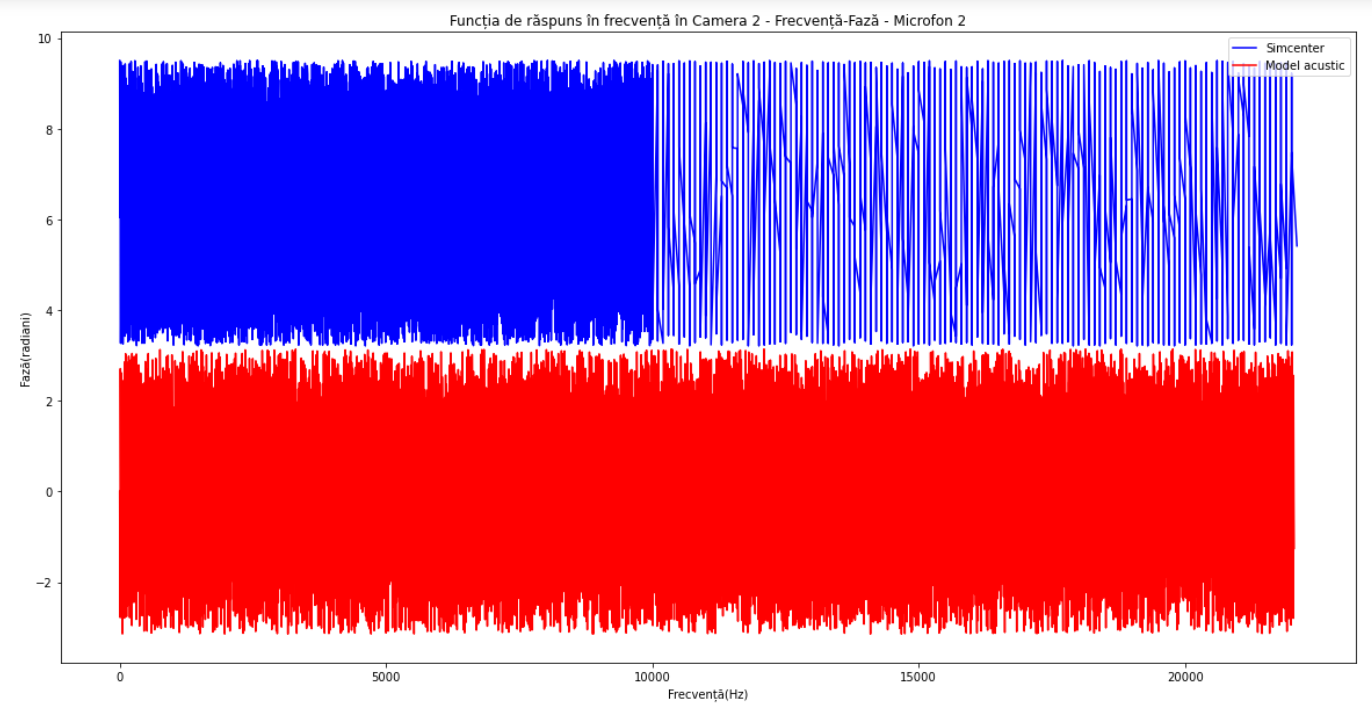 Funcția de răspuns în frecvență în Camera 2 - Frecvență-Fază - Microfon 2
Simcenter
Model acustic
10
8
6
4
2
0
−2
Fază(radiani)
0
5000
10000
15000
20000
Frecvență(Hz)